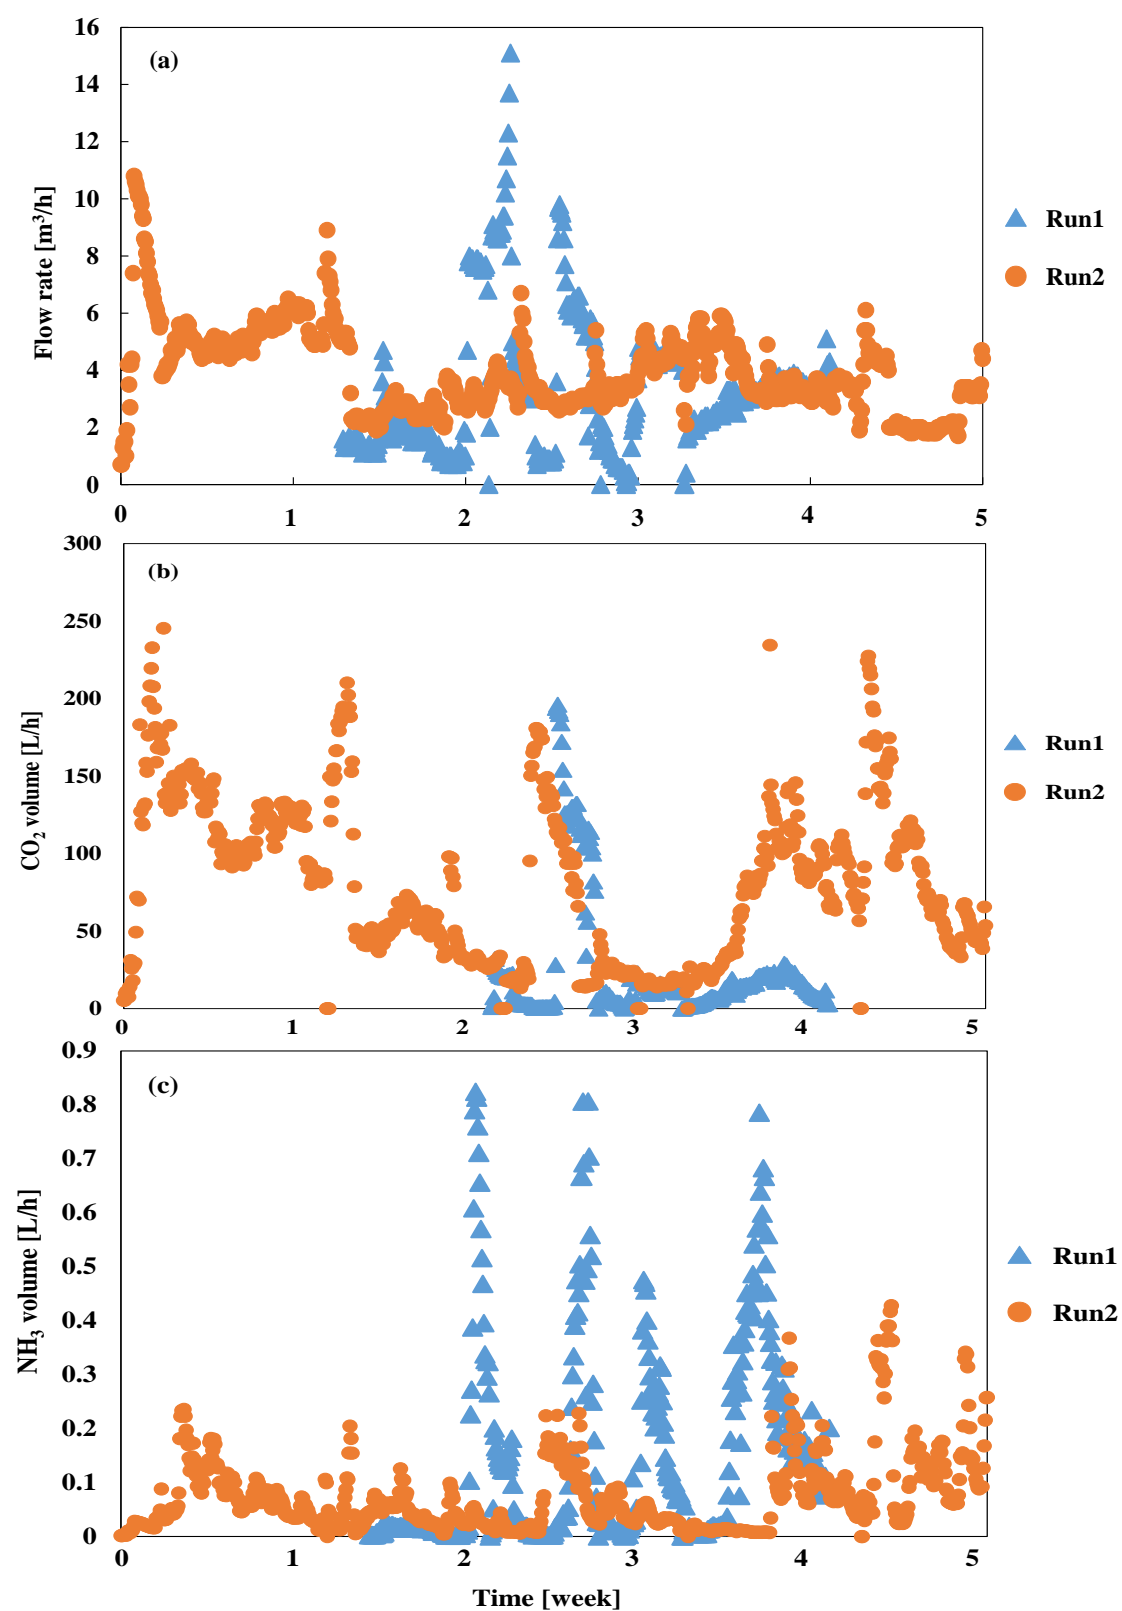 16
(a)
14
12
10
8
6
4
2
0
Flow rate [m³/h]
0 1 2 3 4 5
Run1
Run2
300
(b)
250
200
150
100
50
0
CO₂ volume [L/h]
0 1 2 3 4 5
Run1
Run2
0.9
(c)
0.8
0.7
0.6
0.5
0.4
0.3
0.2
0.1
0
NH₃ volume [L/h]
0 1 2 3 4 5
Run1
Run2
Time [week]